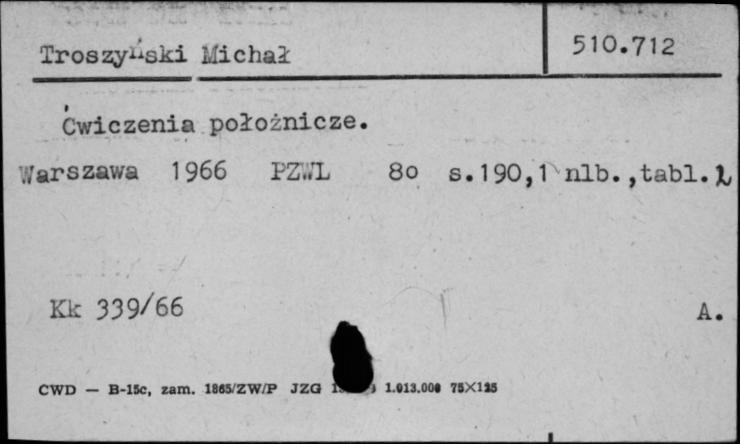 Troszyński Michał 510.712
Ćwiczenia położnicze.
Warszawa 1966 PZWL 8o s.190,1 nlb.,tabl.
Kk 339/66 A.
CWD — B-15c, zam. 1865/ZW/P JZG 1.013.000 75X125